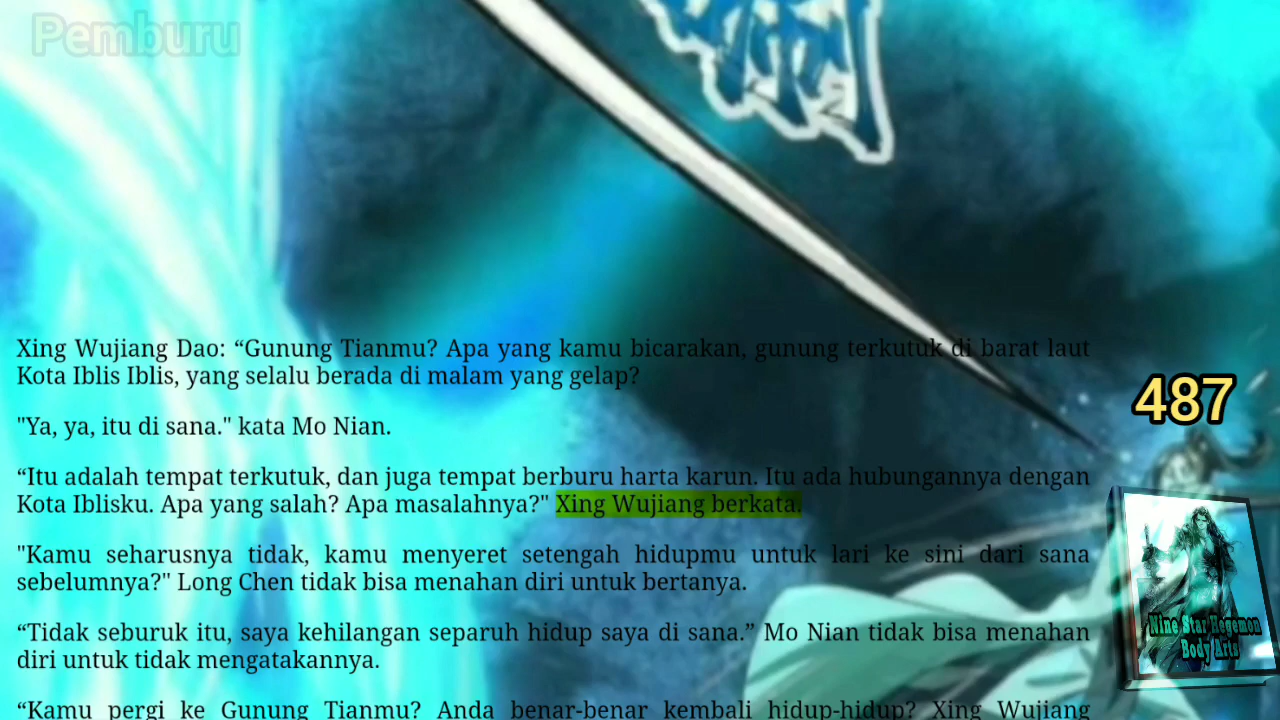 Pemburu
Xing Wujiang Dao: “Gunung Tianmu? Apa yang kamu bicarakan, gunung terkutuk di barat laut
Kota Iblis Iblis, yang selalu berada di malam yang gelap?
"Ya, ya, itu di sana." kata Mo Nian.
“Itu adalah tempat terkutuk, dan juga tempat berburu harta karun. Itu ada hubungannya dengan
Kota Iblisku. Apa yang salah? Apa masalahnya?" Xing Wujiang berkata.
"Kamu seharusnya tidak, kamu menyeret setengah hidupmu untuk lari ke sini dari sana
sebelumnya?" Long Chen tidak bisa menahan diri untuk bertanya.
“Tidak seburuk itu, saya kehilangan separuh hidup saya di sana.” Mo Nian tidak bisa menahan
diri untuk tidak mengatakannya.
“Kamu pergi ke Gunung Tianmu? Anda benar-benar kembali hidup-hidup? Xing Wujiang
487
Nine Star Hegemon
Body Arts